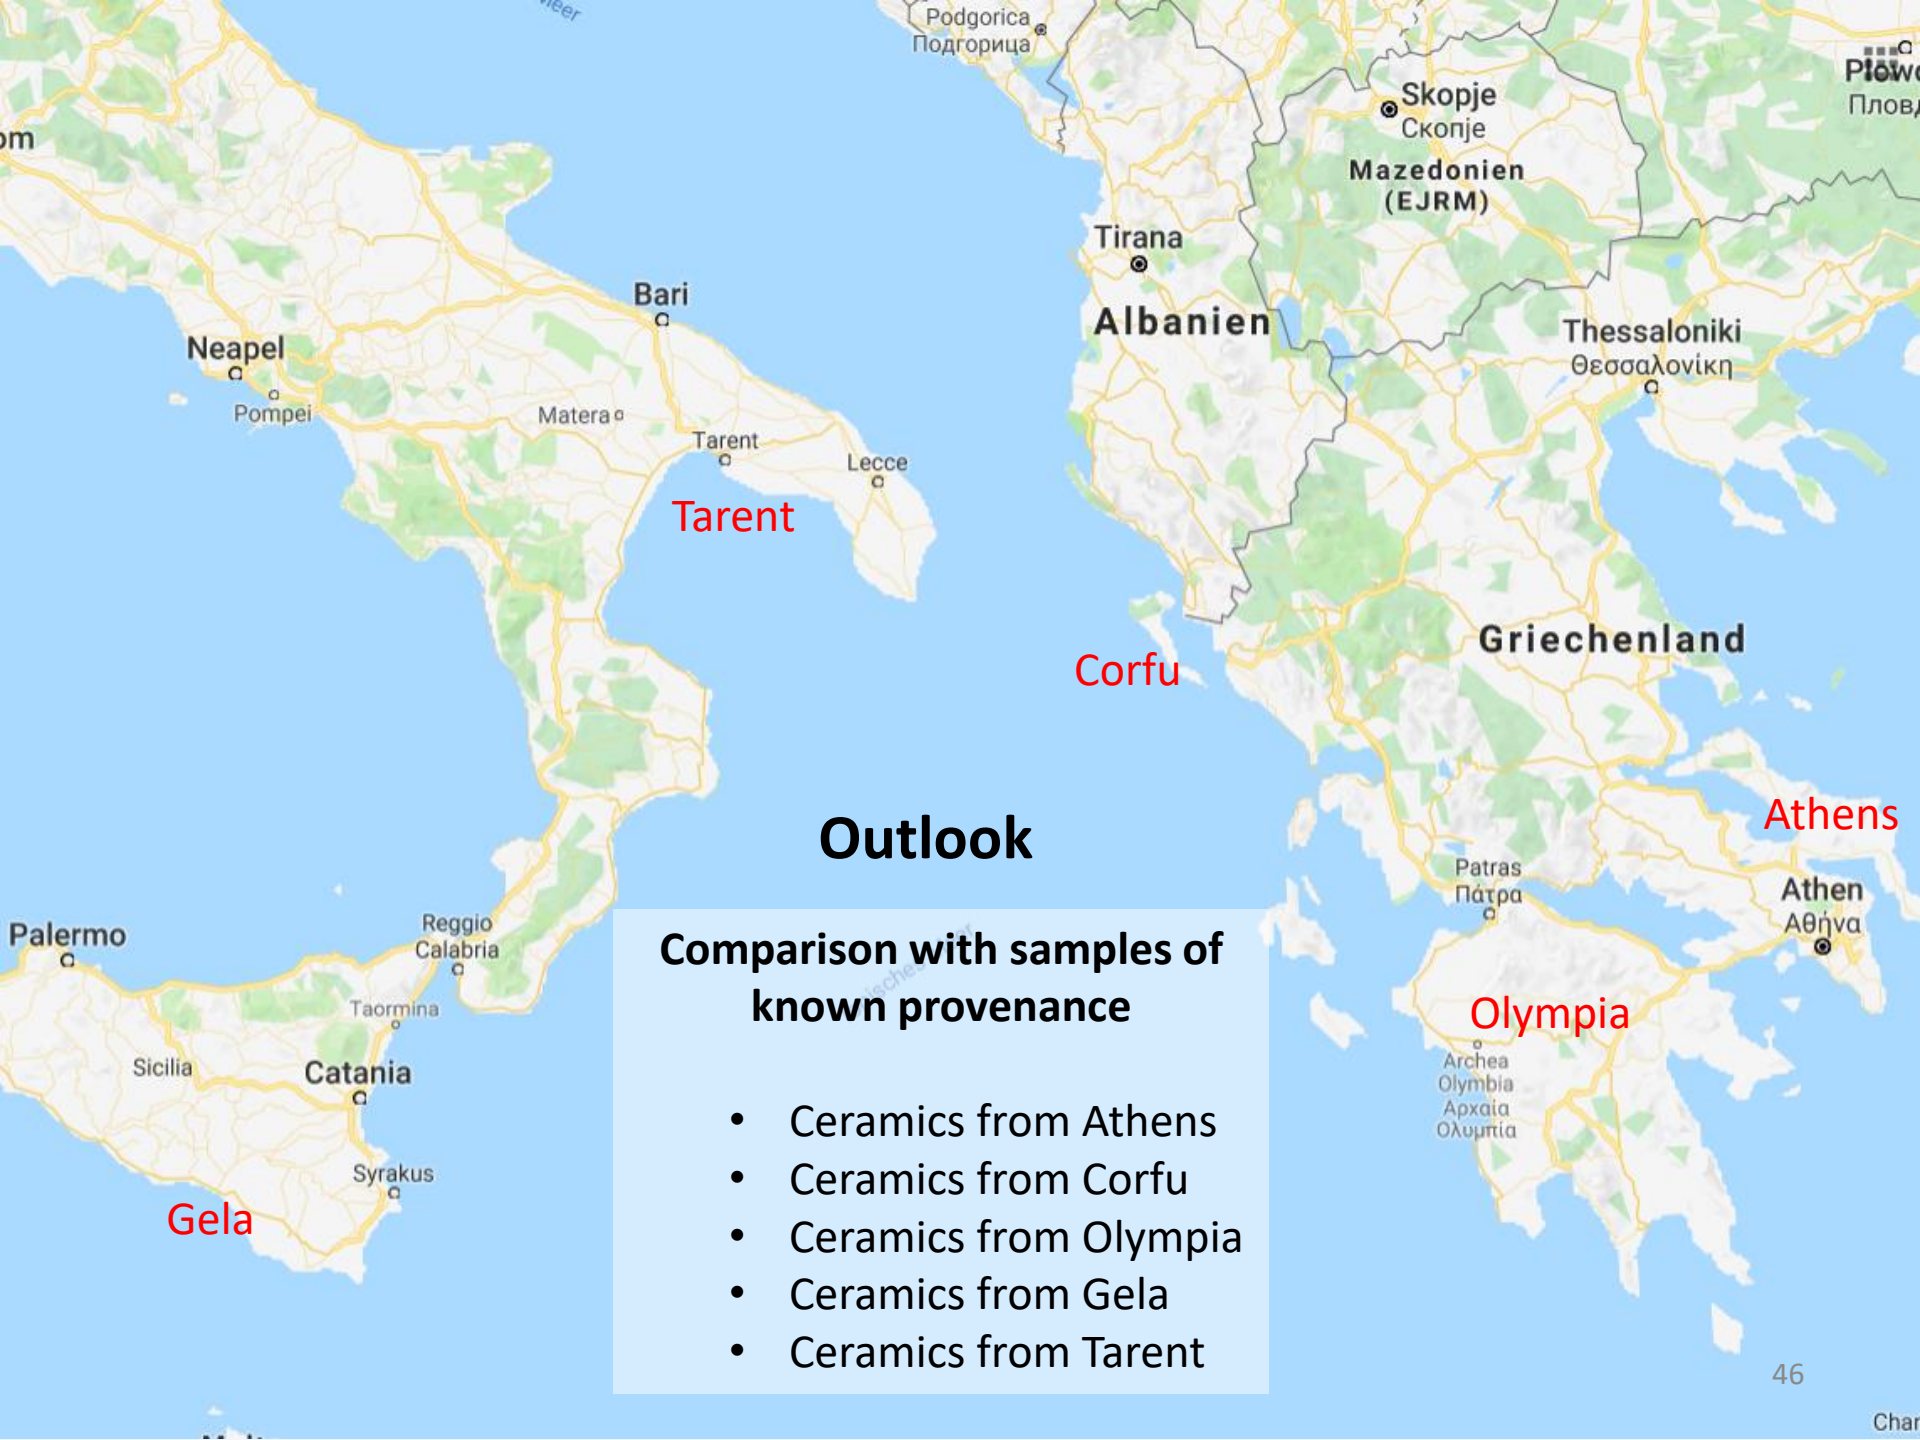 Podgorica
Подгорица
Skopje
Скопје
Mazedonien
(EJRM)
Tirana
Albanien
Bari
Neapel
Pompei
Matera
Tarent
Lecce
Tarent
Thessaloniki
Θεσσαλονίκη
Griechenland
Corfu
Outlook
Athens
Patras
Πάτρα
Athen
Αθήνα
Palermo
Reggio
Calabria
Taormina
Sicilia
Catania
Syrakus
Gela
Olympia
Archea
Olymbia
Αρχαία
Ολυμπία
Comparison with samples of
known provenance
• Ceramics from Athens
• Ceramics from Corfu
• Ceramics from Olympia
• Ceramics from Gela
• Ceramics from Tarent
46